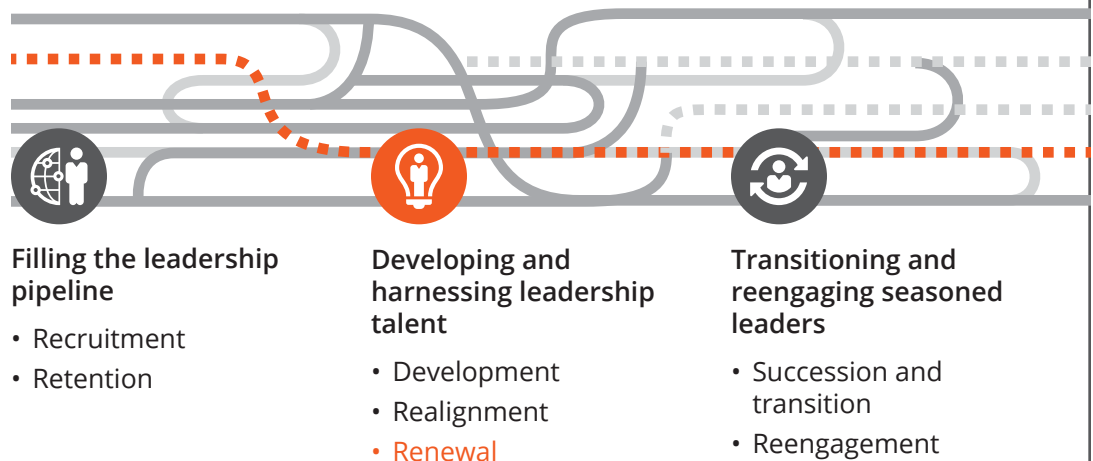 Filling the leadership
pipeline
• Recruitment
• Retention
Developing and
harnessing leadership
talent
• Development
• Realignment
• Renewal
Transitioning and
reengaging seasoned
leaders
• Succession and
transition
• Reengagement